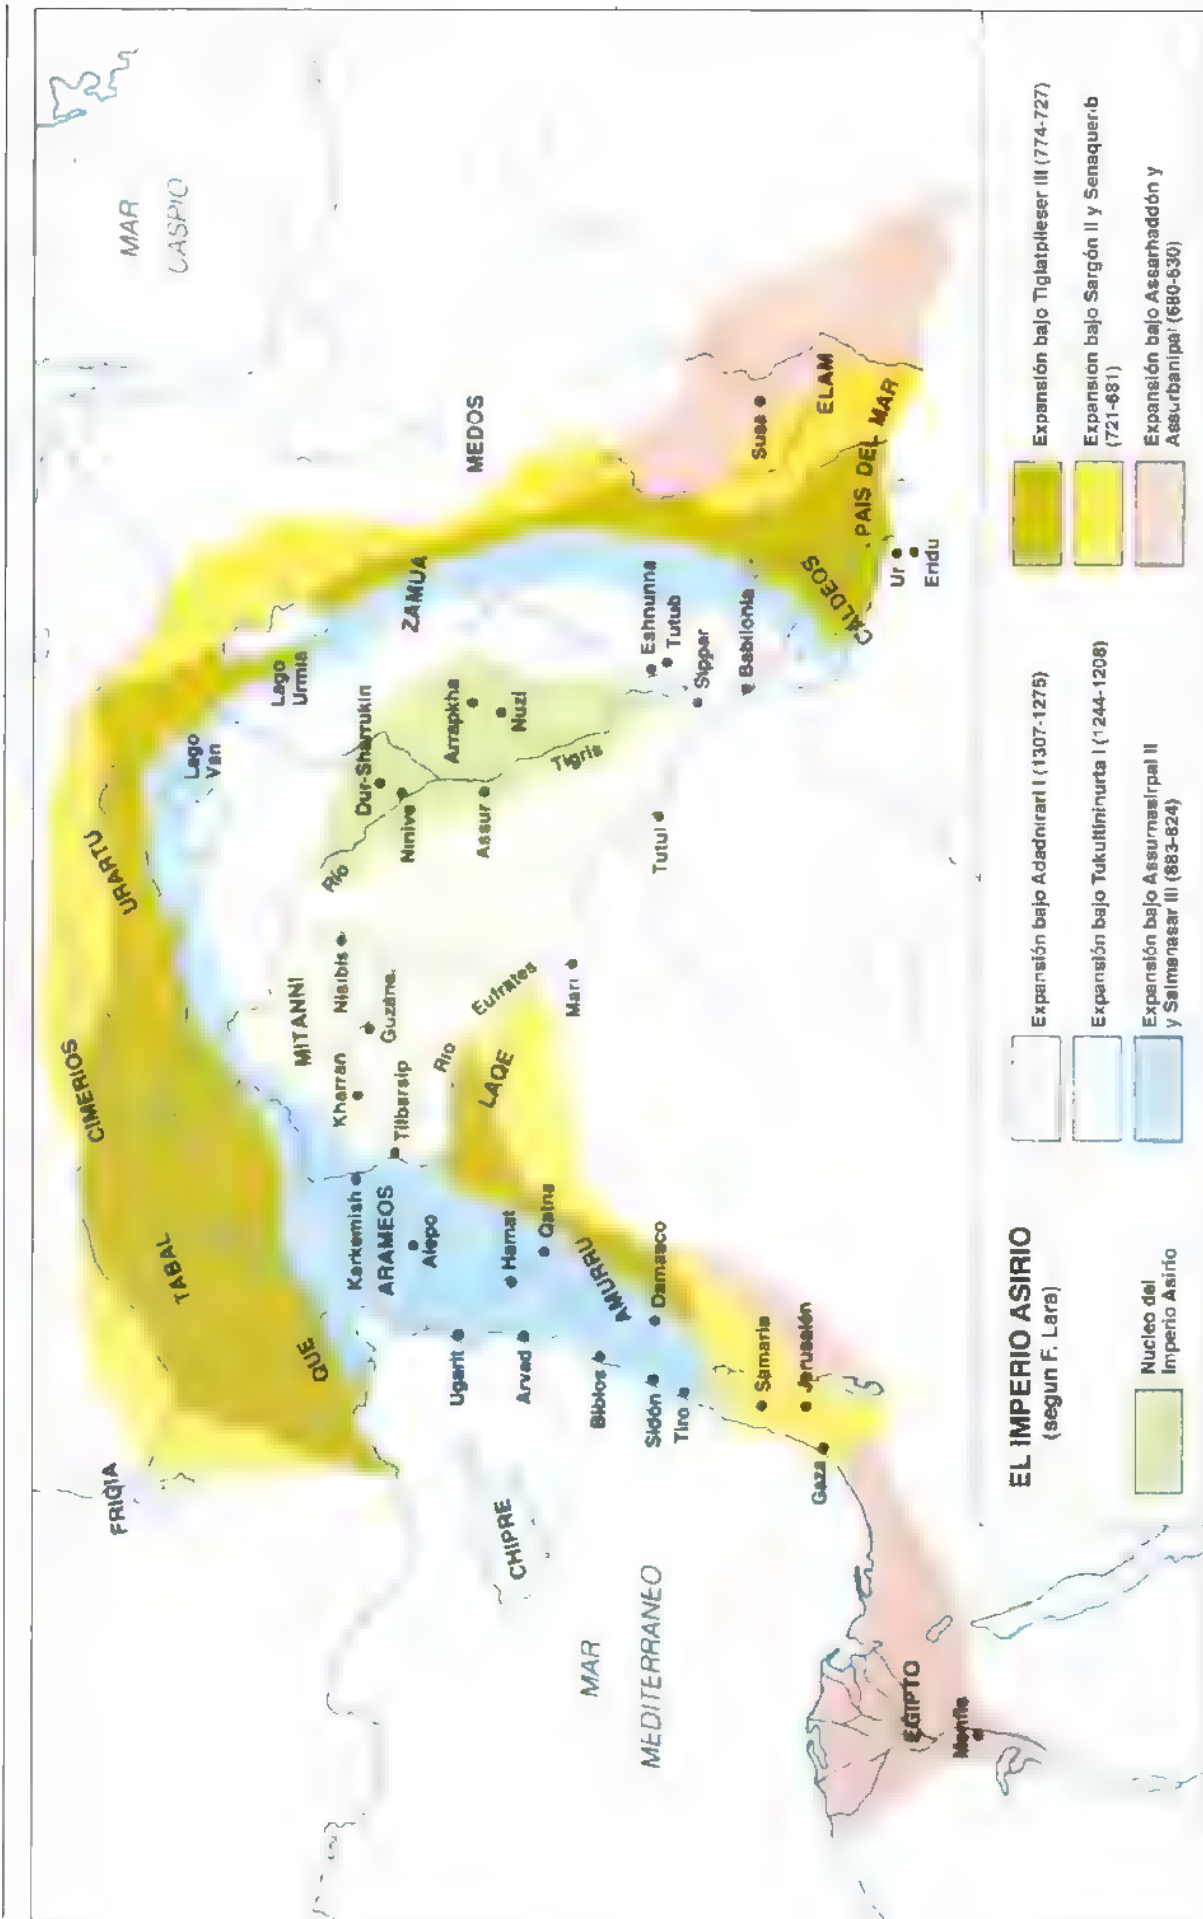 MAR
CASPIO
FRIGIA
CIMERIOS
URARTU
TABAL
QUE
Lago
Van
Lago
Urmia
ZAMUA
MEDOS
MITANNI
Kharran
Nisibis
Guzana
Río
Dur-Sharrukin
Ninive
Arrapkha
Nuzi
Assur
Tigris
Karkemish
ARAMEOS
Alepo
Tilbarsip
Río
Eufrates
LAQE
Ugarit
Arvad
Hamat
Qatna
AMURRU
Mari
Tutul
Eshnunna
Tutub
Sippar
Babilonia
Susa
ELAM
PAIS DEL MAR
CALDEOS
Ur
Eridu
CHIPRE
MAR
MEDITERRANEO
Biblos
Sidón
Tiro
Damasco
Samaria
Jerusalén
Gaza
EGIPTO
Menfis
EL IMPERIO ASIRIO
(segun F. Lara)
Nucleo del
Imperio Asirio
Expansión bajo Adadnirari I (1307-1275)
Expansión bajo Tukultininurta I (1244-1208)
Expansión bajo Assurnasirpal II
y Salmanasar III (883-824)
Expansión bajo Tiglatpileser III (774-727)
Expansión bajo Sargón II y Senaquerib
(721-681)
Expansión bajo Assarhaddón y
Assurbanipal (680-630)